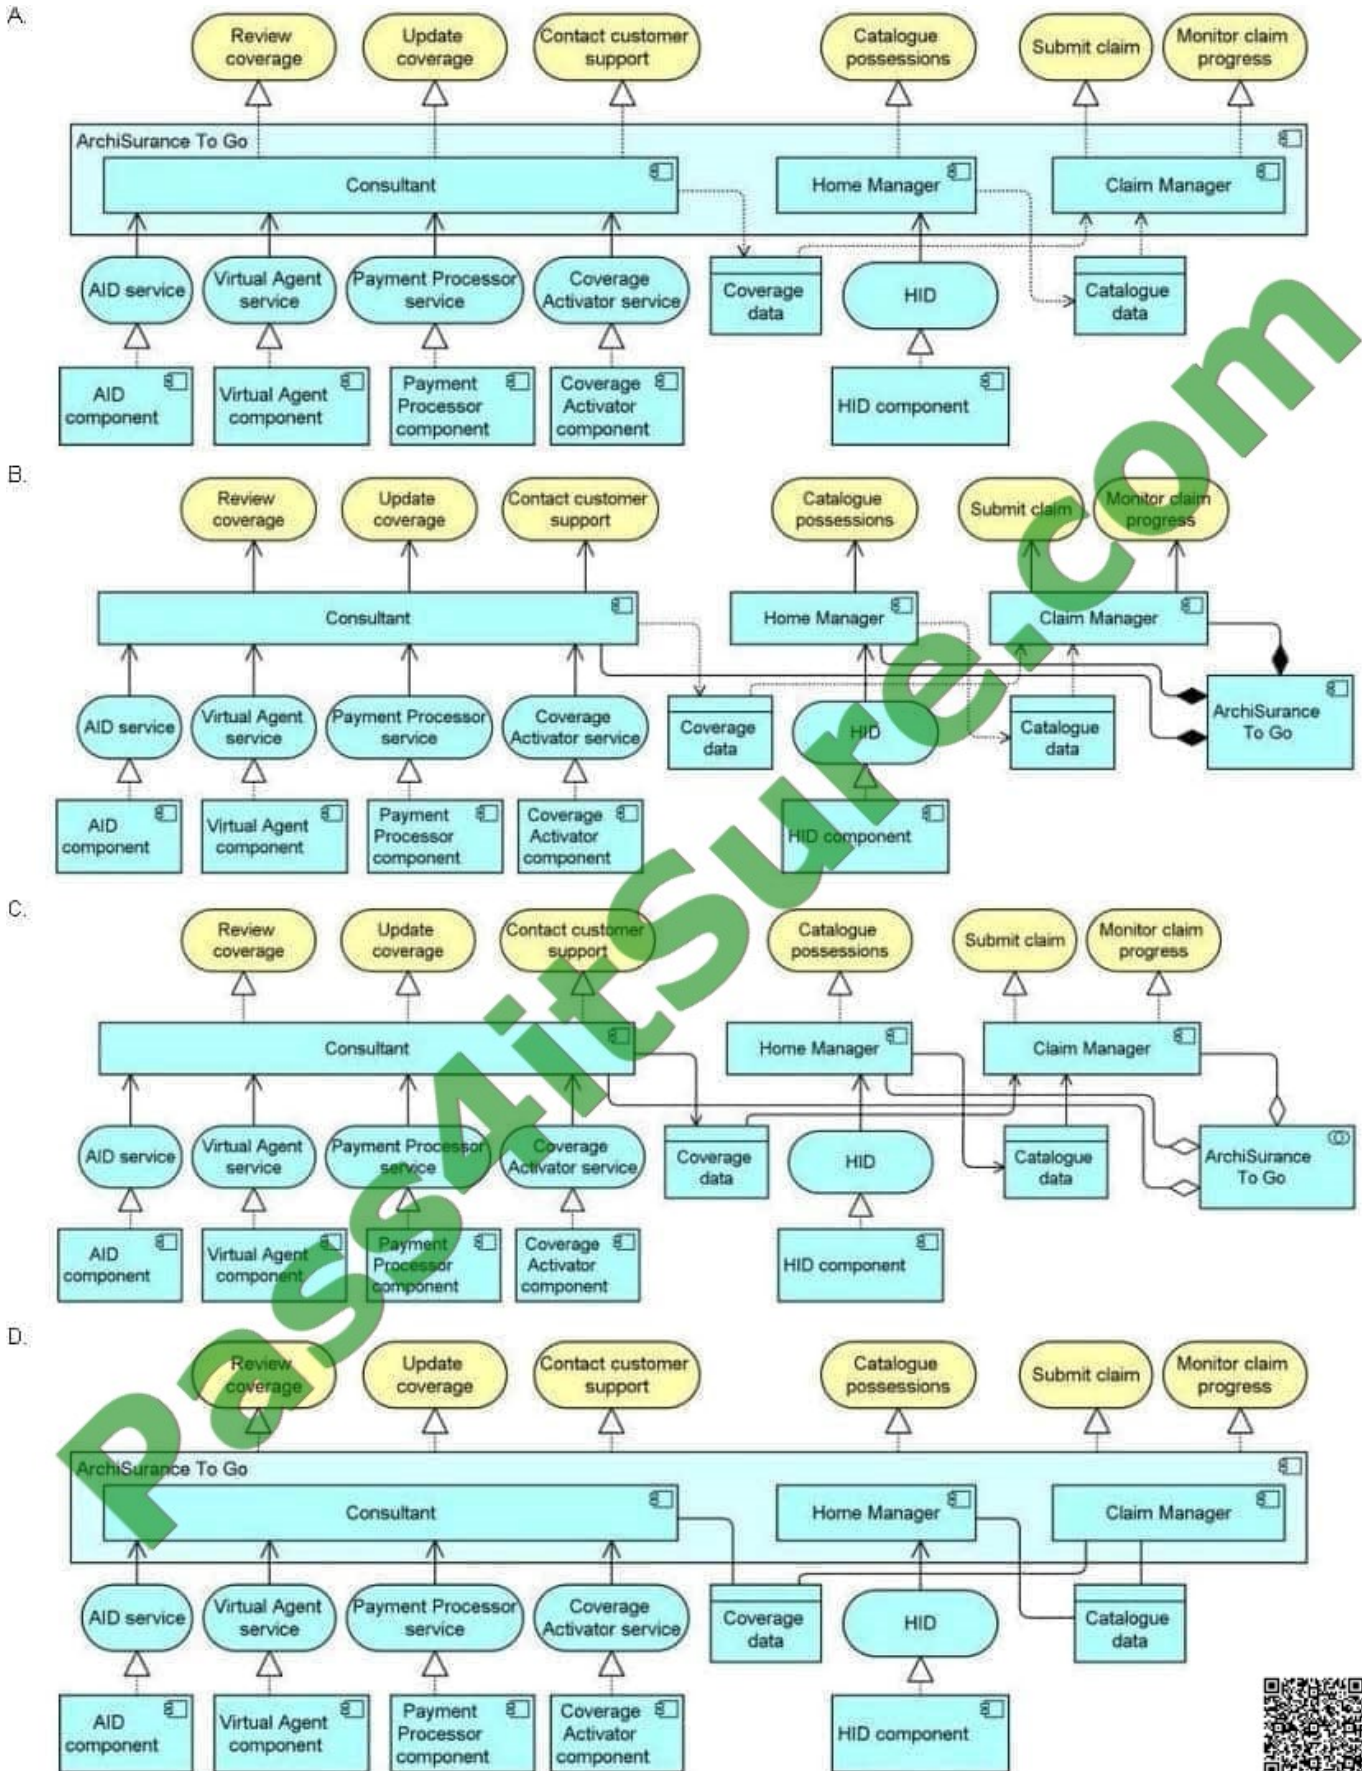 A.
Review
coverage
Update
coverage
Contact customer
support
Catalogue
possessions
Submit claim
Monitor claim
progress
ArchiSurance To Go
Consultant
Home Manager
Claim Manager
AID service
Virtual Agent
service
Payment Processor
service
Coverage
Activator service
Coverage
data
HID
Catalogue
data
AID
component
Virtual Agent
component
Payment
Processor
component
Coverage
Activator
component
HID component
B.
Review
coverage
Update
coverage
Contact customer
support
Catalogue
possessions
Submit claim
Monitor claim
progress
Consultant
Home Manager
Claim Manager
AID service
Virtual Agent
service
Payment Processor
service
Coverage
Activator service
Coverage
data
HID
Catalogue
data
ArchiSurance
To Go
AID
component
Virtual Agent
component
Payment
Processor
component
Coverage
Activator
component
HID component
C.
Review
coverage
Update
coverage
Contact customer
support
Catalogue
possessions
Submit claim
Monitor claim
progress
Consultant
Home Manager
Claim Manager
AID service
Virtual Agent
service
Payment Processor
service
Coverage
Activator service
Coverage
data
HID
Catalogue
data
ArchiSurance
To Go
AID
component
Virtual Agent
component
Payment
Processor
component
Coverage
Activator
component
HID component
D.
Review
coverage
Update
coverage
Contact customer
support
Catalogue
possessions
Submit claim
Monitor claim
progress
ArchiSurance To Go
Consultant
Home Manager
Claim Manager
AID service
Virtual Agent
service
Payment Processor
service
Coverage
Activator service
Coverage
data
HID
Catalogue
data
AID
component
Virtual Agent
component
Payment
Processor
component
Coverage
Activator
component
HID component
Pass4itSure.com